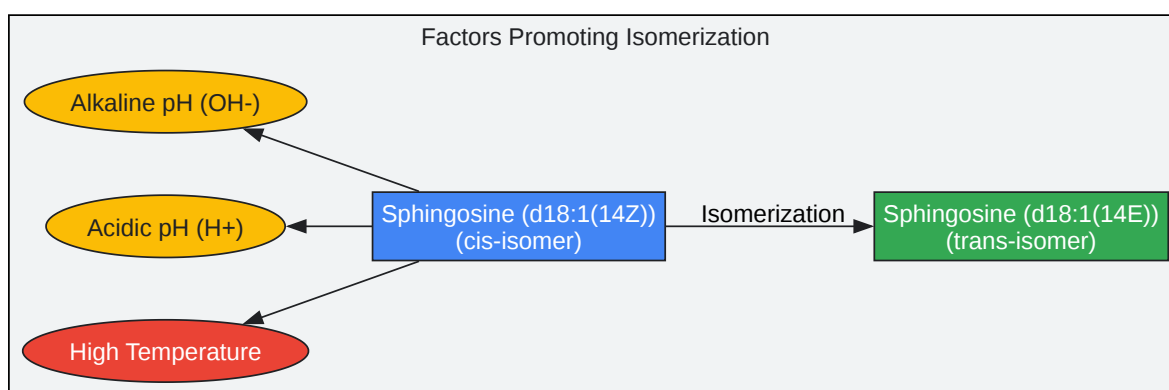 Factors Promoting Isomerization
Alkaline pH (OH-)
Acidic pH (H+)
High Temperature
Sphingosine (d18:1(14Z))
(cis-isomer)
Isomerization
Sphingosine (d18:1(14E))
(trans-isomer)